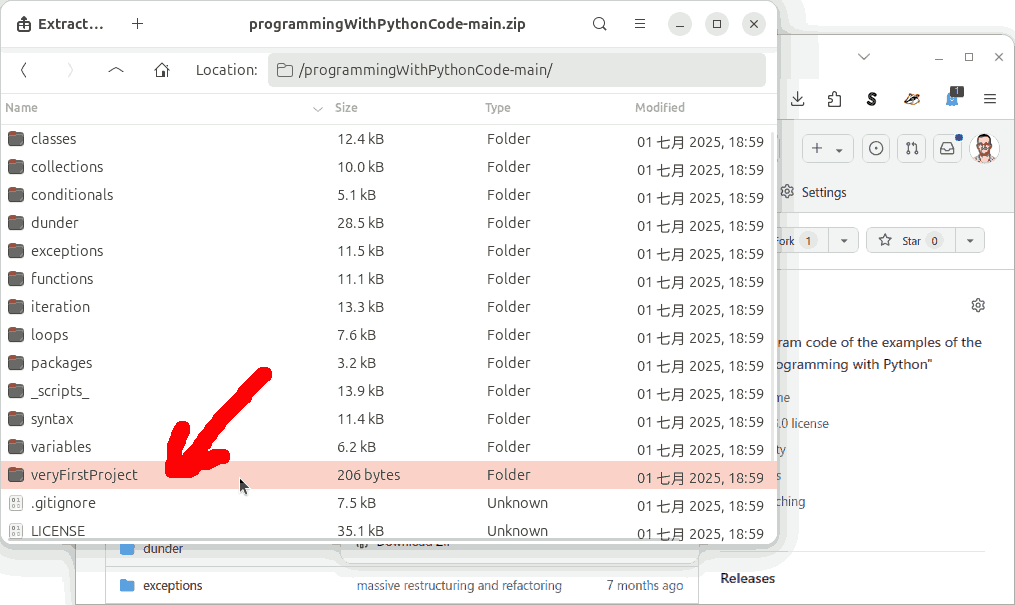 Extract... + programmingWithPythonCode-main.zip
Location: /programmingWithPythonCode-main/
Name Size Type Modified
classes 12.4 kB Folder 01 七月 2025, 18:59
collections 10.0 kB Folder 01 七月 2025, 18:59
conditionals 5.1 kB Folder 01 七月 2025, 18:59
dunder 28.5 kB Folder 01 七月 2025, 18:59
exceptions 11.5 kB Folder 01 七月 2025, 18:59
functions 11.1 kB Folder 01 七月 2025, 18:59
iteration 13.3 kB Folder 01 七月 2025, 18:59
loops 7.6 kB Folder 01 七月 2025, 18:59
packages 3.2 kB Folder 01 七月 2025, 18:59
_scripts_ 13.9 kB Folder 01 七月 2025, 18:59
syntax 11.4 kB Folder 01 七月 2025, 18:59
variables 6.2 kB Folder 01 七月 2025, 18:59
veryFirstProject 206 bytes Folder 01 七月 2025, 18:59
.gitignore 7.5 kB Unknown 01 七月 2025, 18:59
LICENSE 35.1 kB Unknown 01 七月 2025, 18:59
S 1
Settings
ork 1 Star 0
ram code of the examples of the
ogramming with Python"
me
.0 license
ty
s
ching
dunder
exceptions massive restructuring and refactoring 7 months ago
Releases